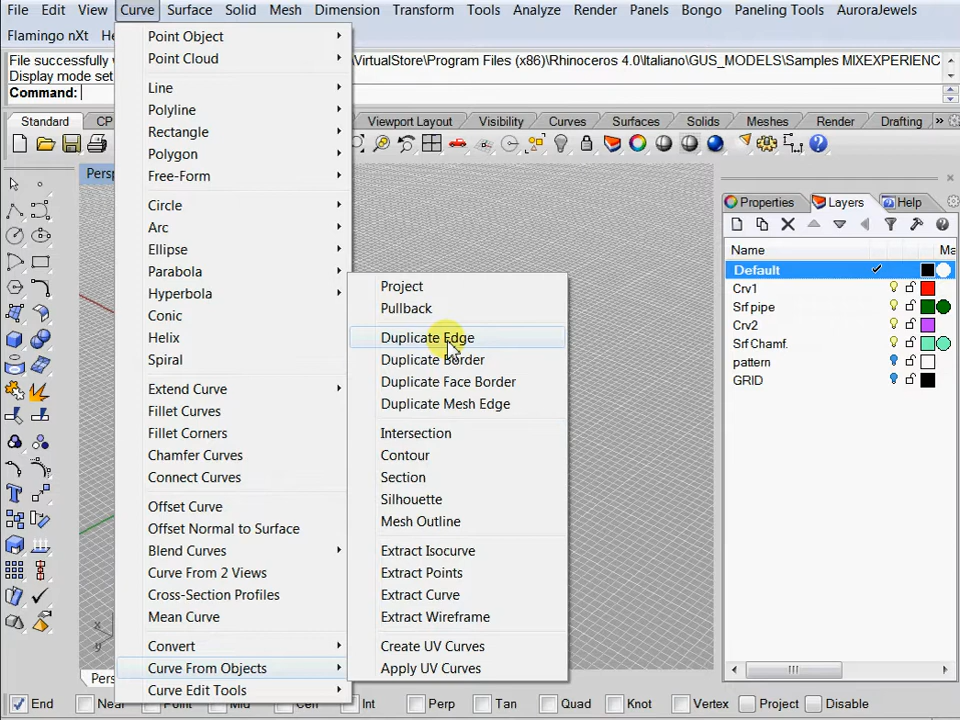 File Edit View Curve Surface Solid Mesh Dimension Transform Tools Analyze Render Panels Bongo Paneling Tools AuroraJewels
Flamingo nXt
File successfully
VirtualStore\Program Files (x86)\Rhinoceros 4.0\Italiano\GUS_MODELS\Samples MIXEXPERIENC
Display mode set
Command:
Standard CP Viewport Layout Visibility Curves Surfaces Solids Meshes Render Drafting »
Persp
Point Object
Point Cloud
Line
Polyline
Rectangle
Polygon
Free-Form
Circle
Arc
Ellipse
Parabola
Hyperbola
Conic
Helix
Spiral
Extend Curve
Fillet Curves
Fillet Corners
Chamfer Curves
Connect Curves
Offset Curve
Offset Normal to Surface
Blend Curves
Curve From 2 Views
Cross-Section Profiles
Mean Curve
Convert
Curve From Objects
Curve Edit Tools
Project
Pullback
Duplicate Edge
Duplicate Border
Duplicate Face Border
Duplicate Mesh Edge
Intersection
Contour
Section
Silhouette
Mesh Outline
Extract Isocurve
Extract Points
Extract Curve
Extract Wireframe
Create UV Curves
Apply UV Curves
Properties Layers Help
Name Ma
Default
Crv1
Srf pipe
Crv2
Srf Chamf.
pattern
GRID
x
y
Pers
End Near Point Mid Cen Int Perp Tan Quad Knot Vertex Project Disable